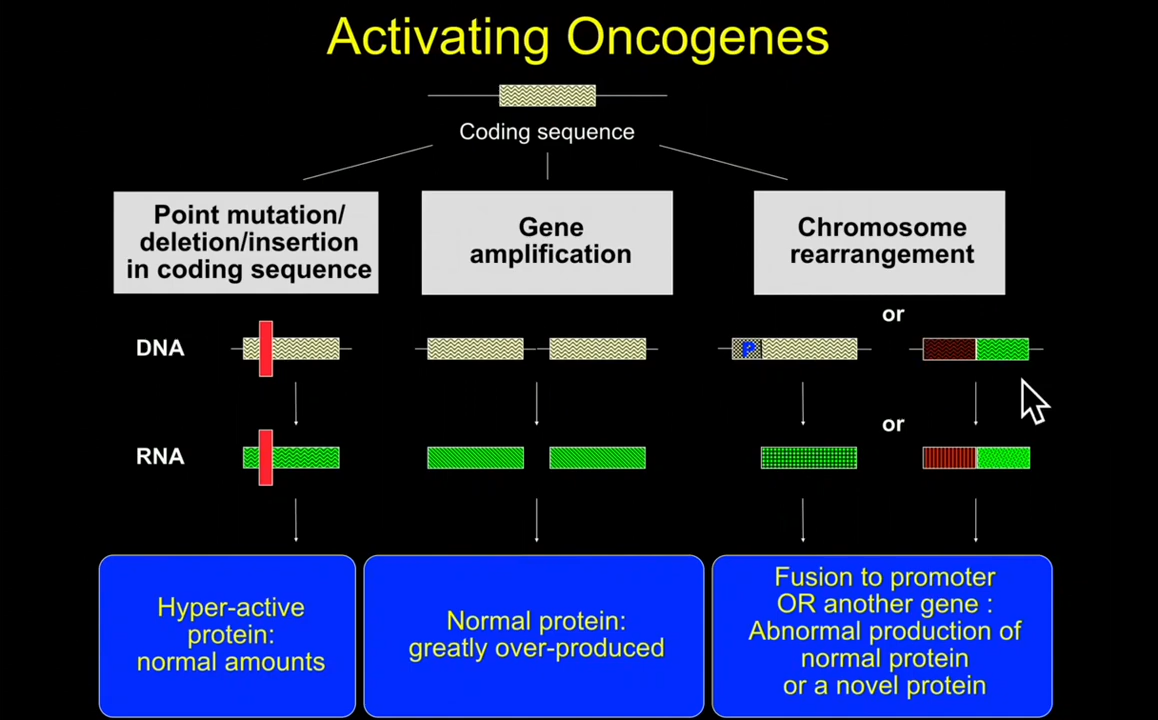 Activating Oncogenes
Coding sequence
Point mutation/
deletion/insertion
in coding sequence
Gene
amplification
Chromosome
rearrangement
or
DNA
P
or
RNA
Hyper-active
protein:
normal amounts
Normal protein:
greatly over-produced
Fusion to promoter
OR another gene :
Abnormal production of
normal protein
or a novel protein